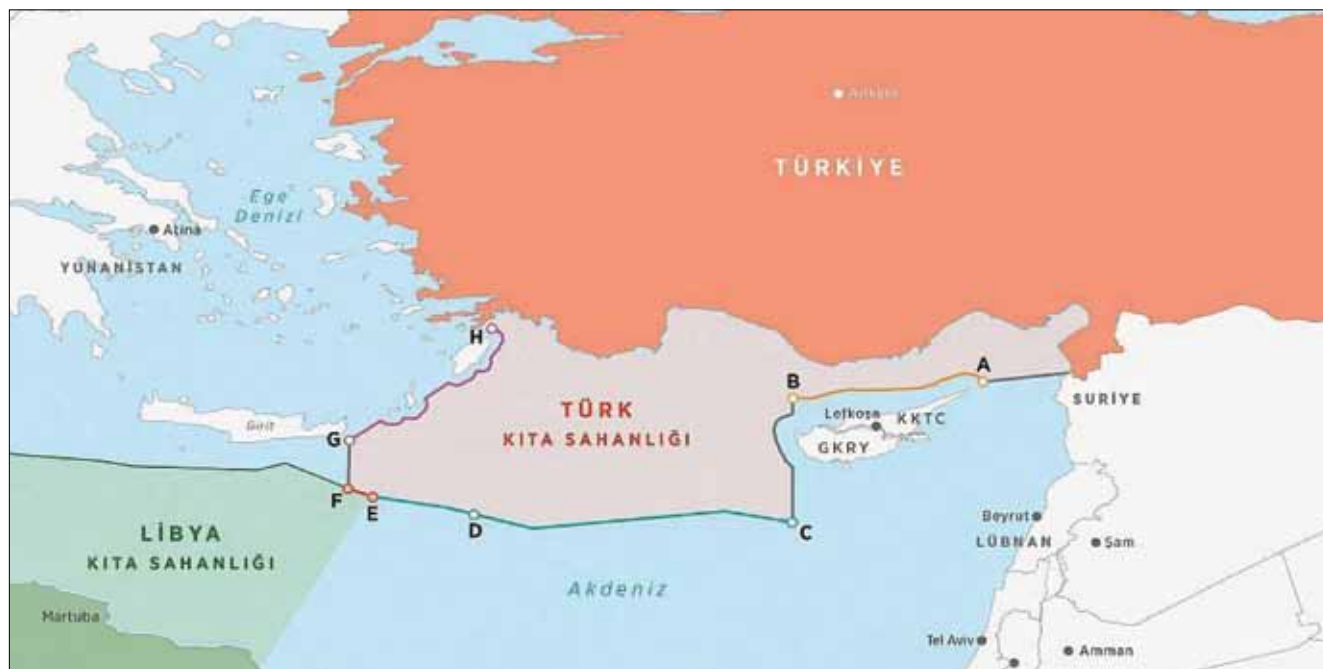 Ankara
TÜRKİYE
Ege
Denizi
Atina
YUNANİSTAN
H
A
B
SURİYE
Lefkoşa
KKTC
GKRY
TÜRK
KITA SAHANLIĞI
Girit
G
F
E
D
C
LİBYA
KITA SAHANLIĞI
Beyrut
LÜBNAN
Şam
Akdeniz
Martuba
Tel Aviv
Amman